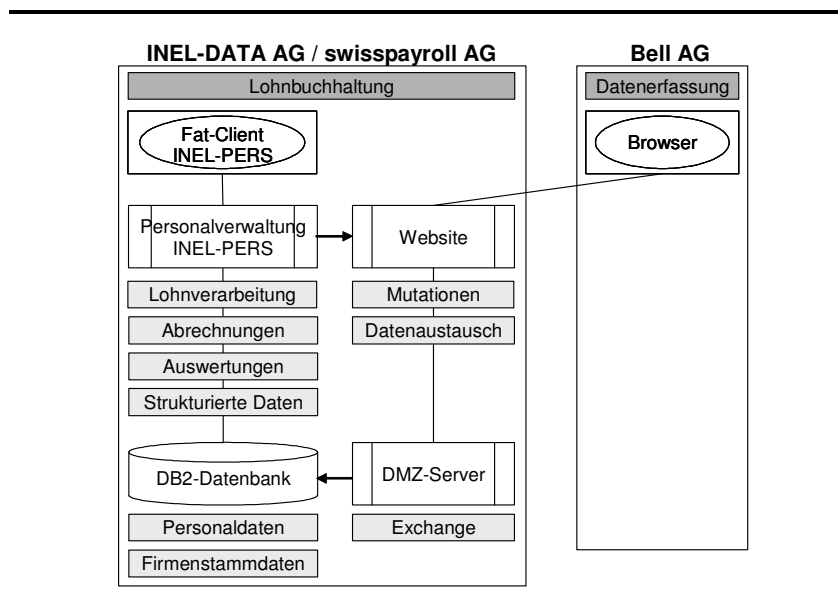 INEL-DATA AG / swisspayroll AG
Bell AG
Lohnbuchhaltung
Datenerfassung
Fat-Client
INEL-PERS
Browser
Personalverwaltung
INEL-PERS
Website
Lohnverarbeitung
Mutationen
Abrechnungen
Datenaustausch
Auswertungen
Strukturierte Daten
DB2-Datenbank
DMZ-Server
Personaldaten
Exchange
Firmenstammdaten